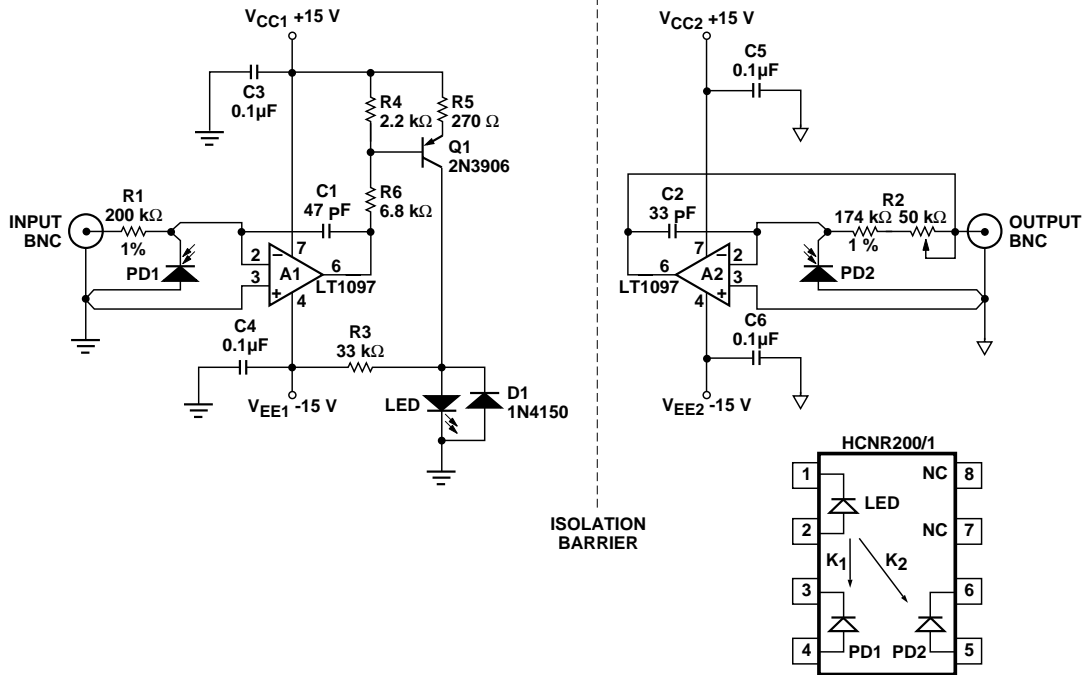 VCC1 +15 V
C3
0.1µF
R4
2.2 kΩ
R5
270 Ω
Q1
2N3906
R1
200 kΩ
1%
INPUT
BNC
PD1
C1
47 pF
R6
6.8 kΩ
2
3
7
A1
6
4
LT1097
C4
0.1µF
R3
33 kΩ
VEE1 -15 V
LED
D1
1N4150
ISOLATION
BARRIER
VCC2 +15 V
C5
0.1µF
C2
33 pF
R2
174 kΩ
1 %
50 kΩ
OUTPUT
BNC
PD2
6
LT1097
7
A2
2
3
4
C6
0.1µF
VEE2 -15 V
HCNR200/1
1
LED
NC
8
2
NC
7
K1
K2
3
6
4
PD1
PD2
5